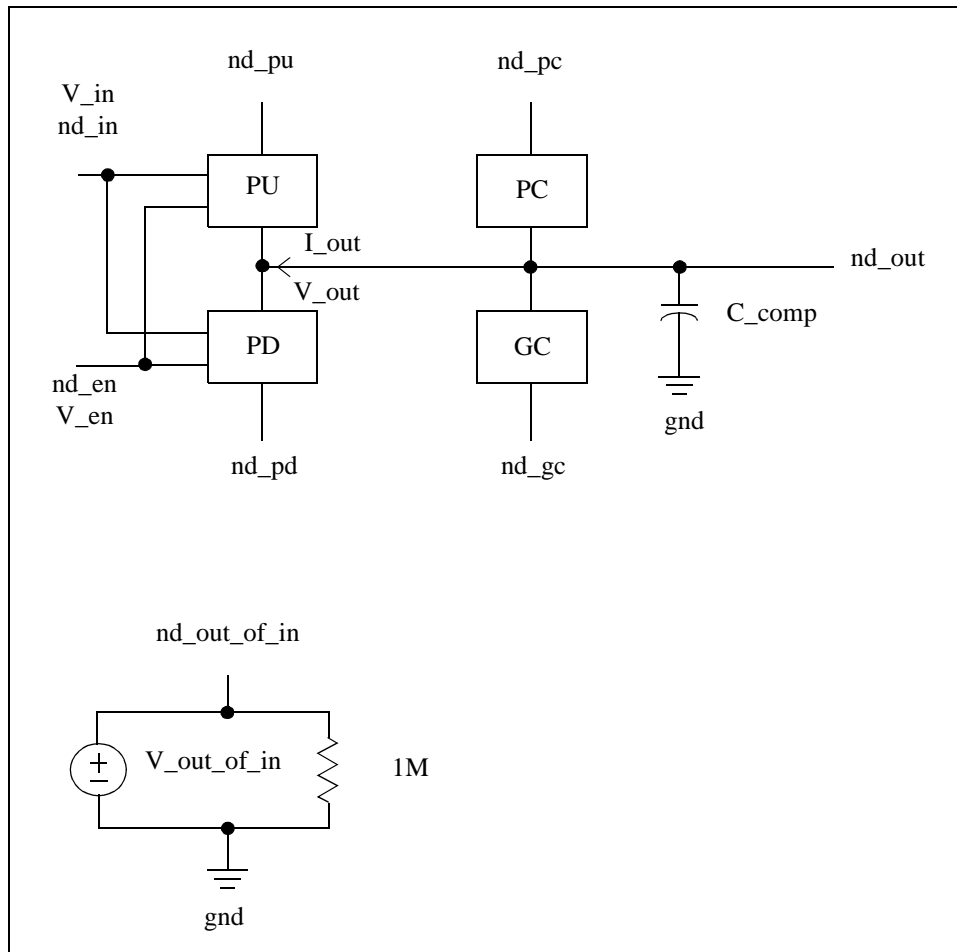 nd_pu
nd_pc
V_in
nd_in
PU
PC
I_out
nd_out
V_out
C_comp
PD
GC
nd_en
V_en
gnd
nd_pd
nd_gc
nd_out_of_in
V_out_of_in
1M
gnd